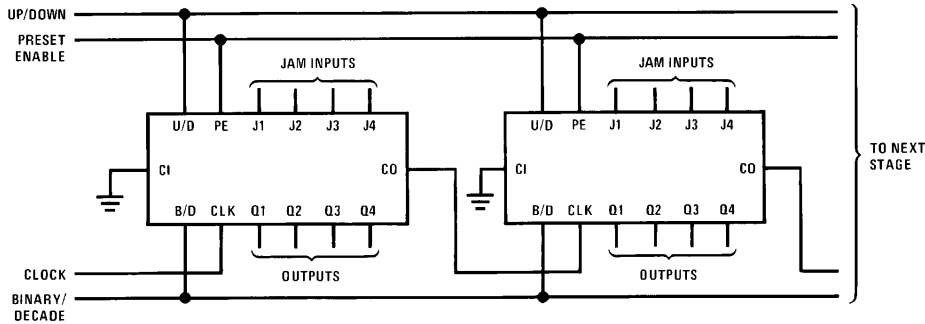 UP/DOWN
PRESET
ENABLE
JAM INPUTS
JAM INPUTS
U/D PE J1 J2 J3 J4
U/D PE J1 J2 J3 J4
CI CO
CI CO
TO NEXT
STAGE
B/D CLK Q1 Q2 Q3 Q4
B/D CLK Q1 Q2 Q3 Q4
OUTPUTS
OUTPUTS
CLOCK
BINARY/
DECADE